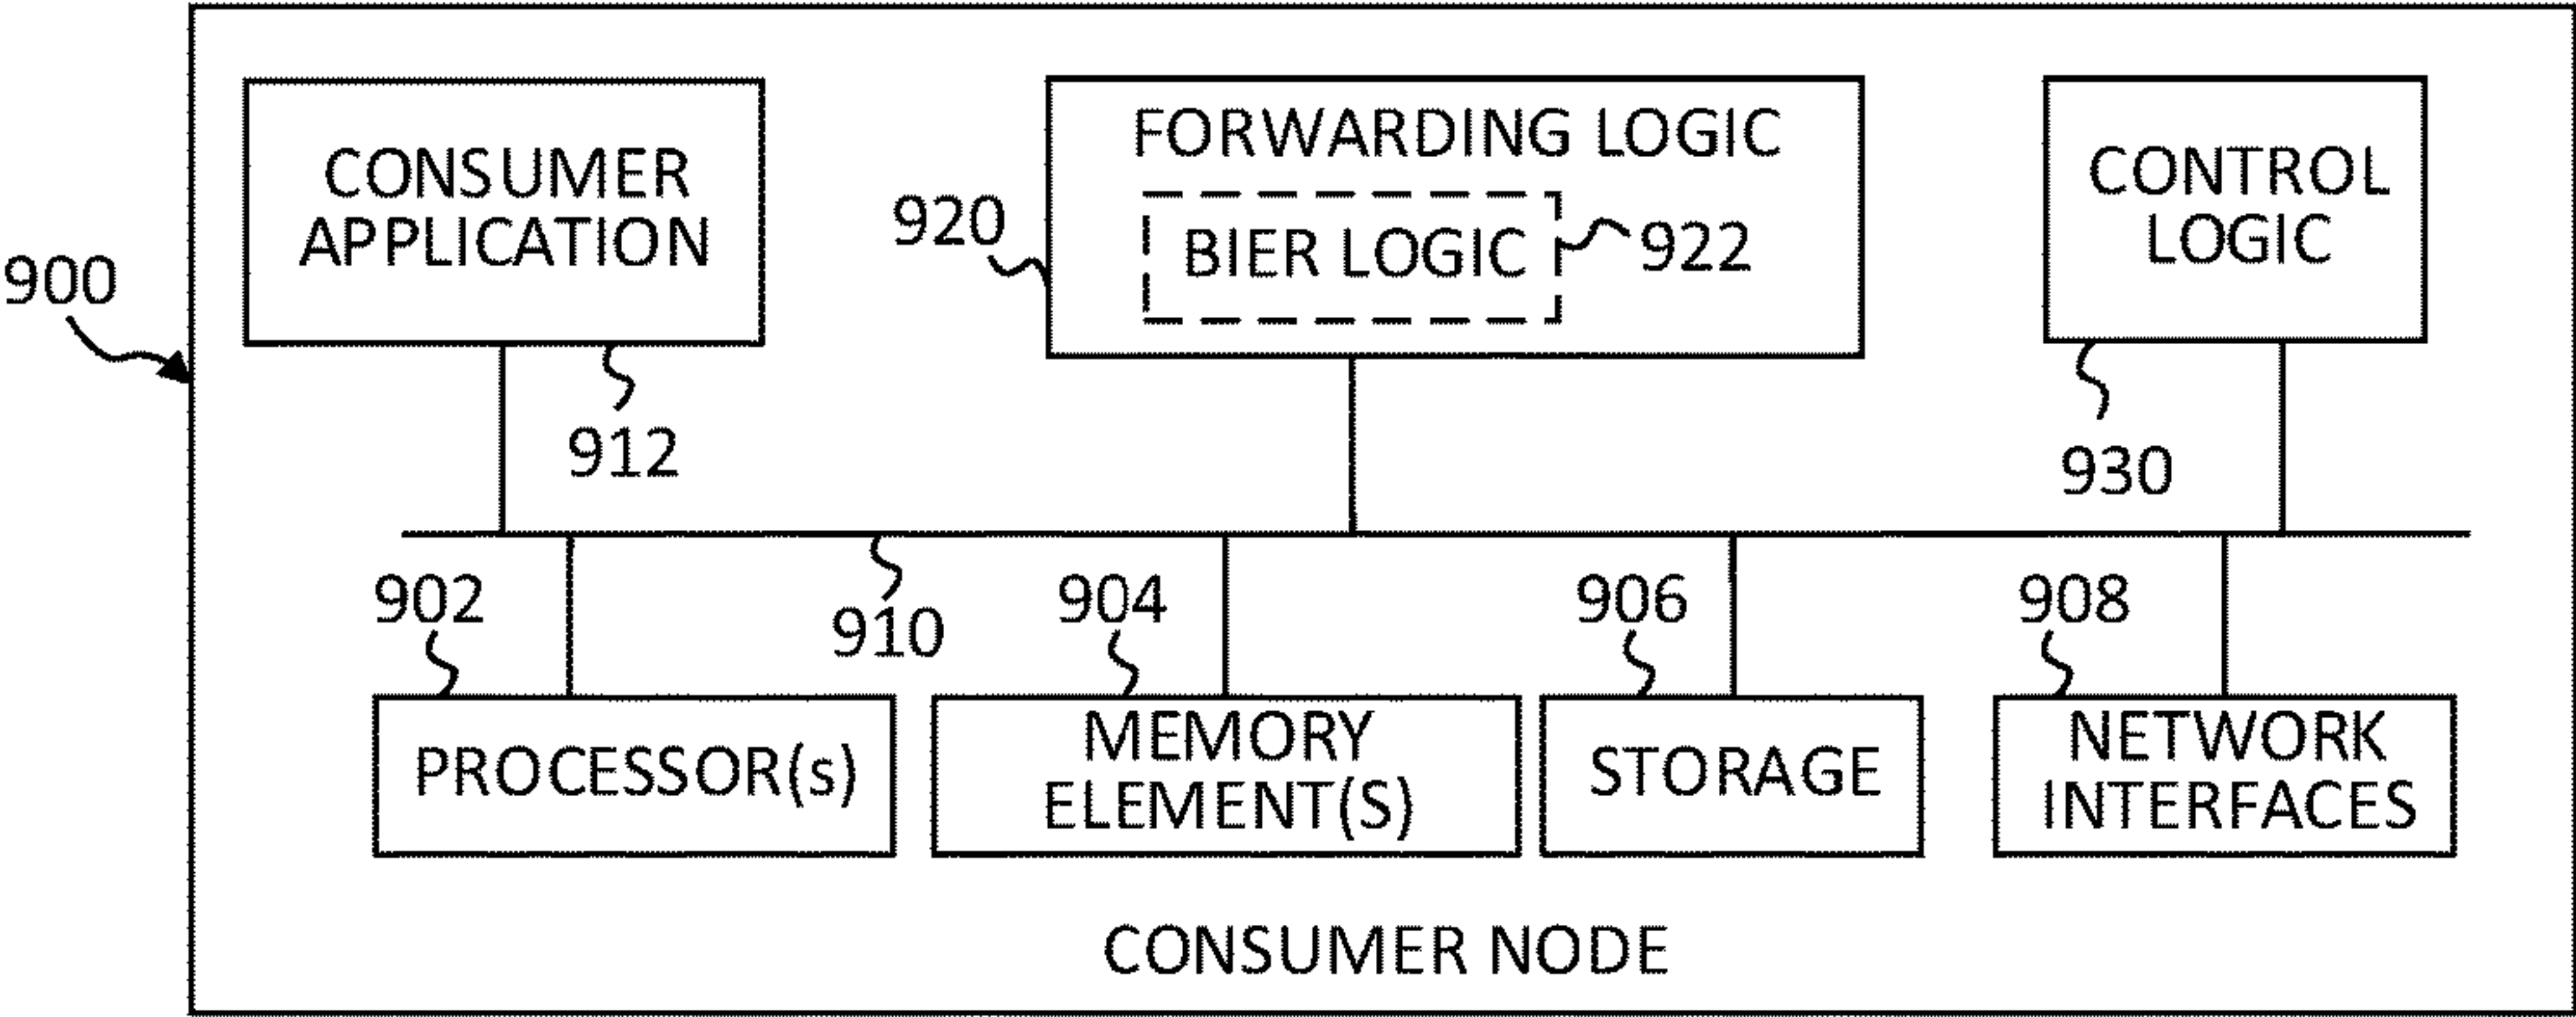 900
CONSUMER
APPLICATION
912
FORWARDING LOGIC
BIER LOGIC
920
922
CONTROL
LOGIC
930
910
902
PROCESSOR(s)
904
MEMORY
ELEMENT(S)
906
STORAGE
908
NETWORK
INTERFACES
CONSUMER NODE